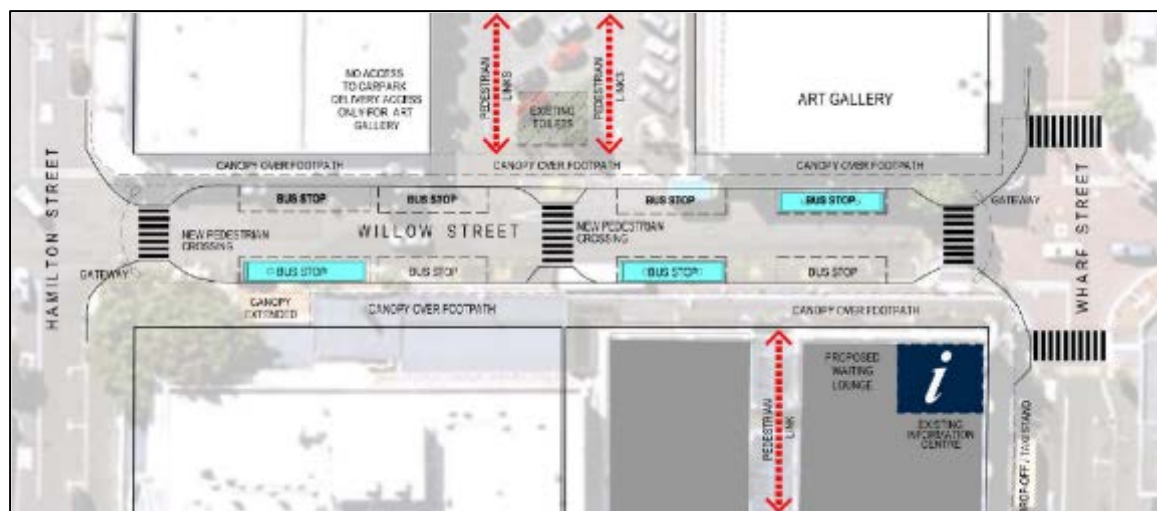 NO ACCESS
TO CARPARK
DELIVERY ACCESS
ONLY FOR ART
GALLERY
PEDESTRIAN
LINKS
EXISTING
TOILETS
PEDESTRIAN
LINKS
ART GALLERY
CANOPY OVER FOOTPATH
CANOPY OVER FOOTPATH
CANOPY OVER FOOTPATH
HAMILTON STREET
BUS STOP
BUS STOP
BUS STOP
BUS STOP
GATEWAY
WHARF STREET
NEW PEDESTRIAN
CROSSING
WILLOW STREET
NEW PEDESTRIAN
CROSSING
GATEWAY
BUS STOP
BUS STOP
BUS STOP
BUS STOP
CANOPY
EXTENDED
CANOPY OVER FOOTPATH
CANOPY OVER FOOTPATH
PEDESTRIAN
LINK
PROPOSED
WAITING
LOUNGE
i
EXISTING
INFORMATION
CENTRE
DROP-OFF / TAXI STAND